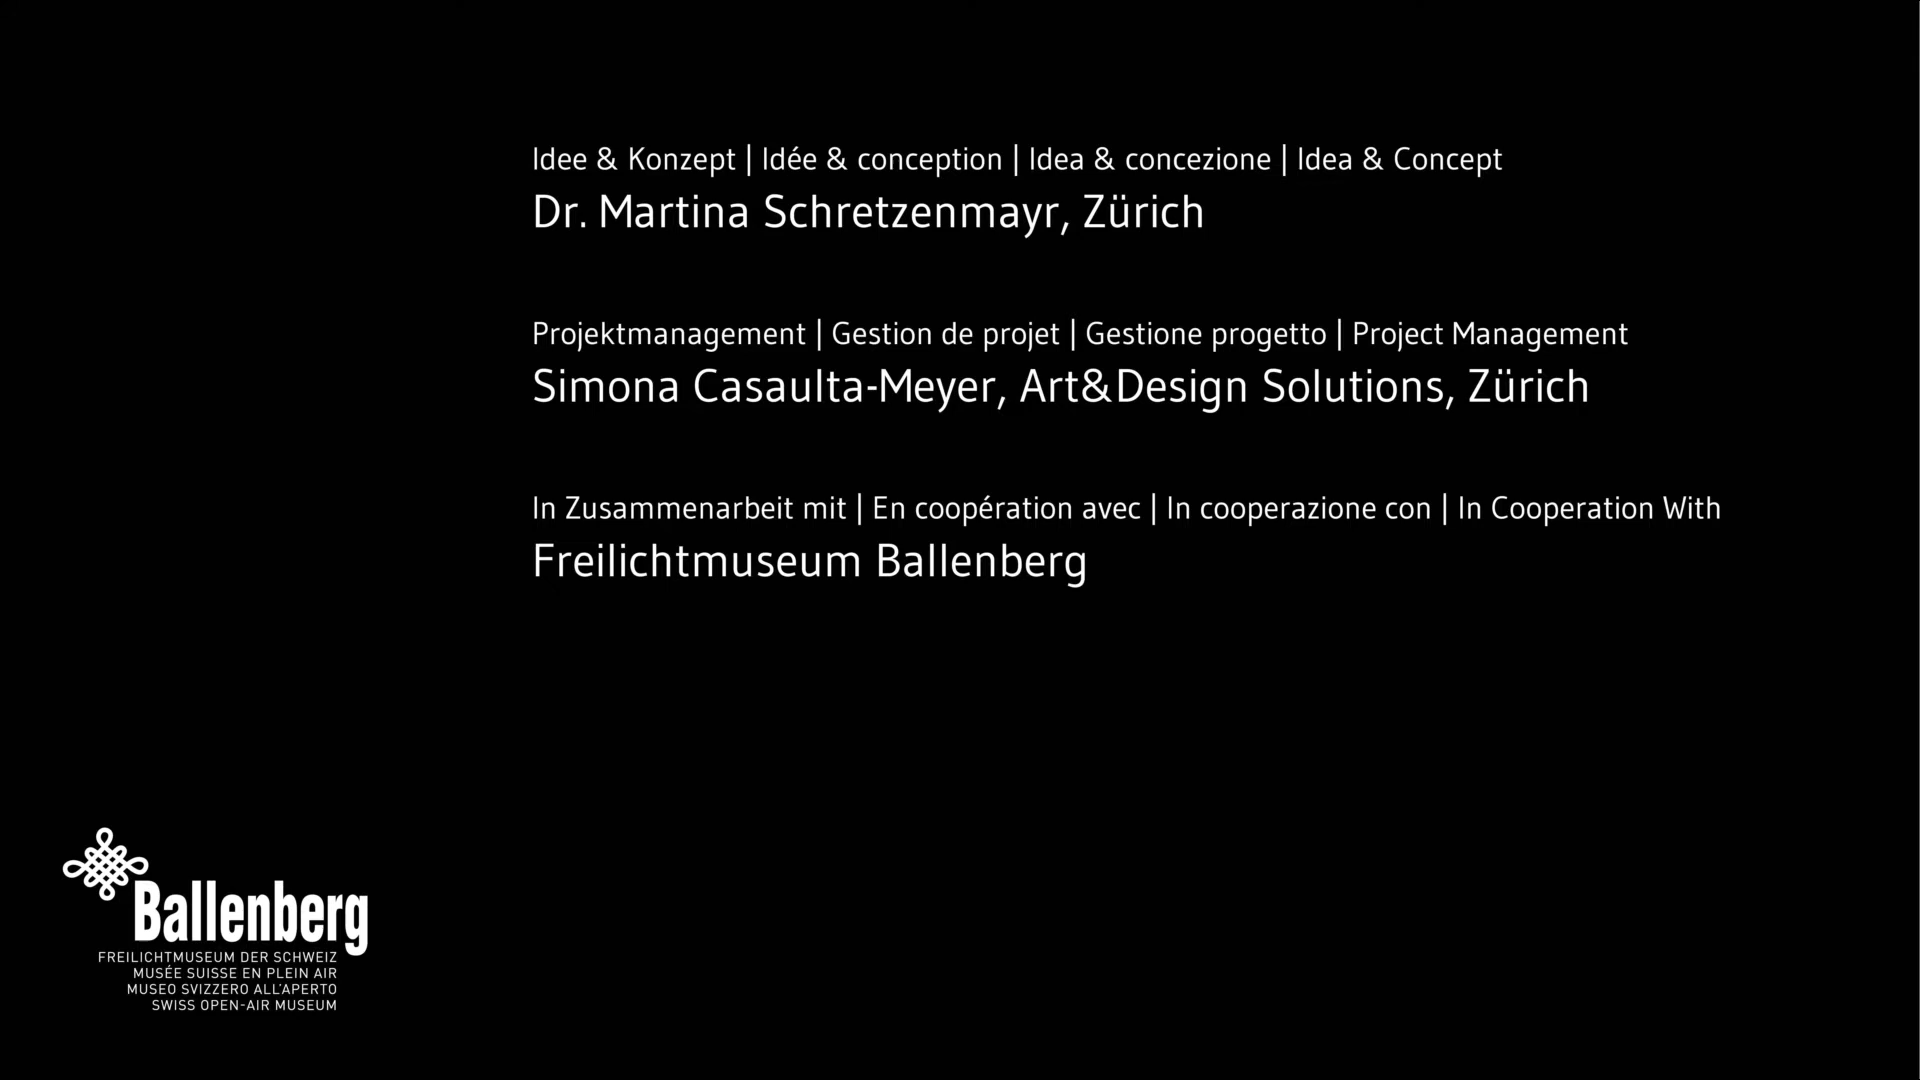 Idee & Konzept | Idée & conception | Idea & concezione | Idea & Concept
Dr. Martina Schretzenmayr, Zürich
Projektmanagement | Gestion de projet | Gestione progetto | Project Management
Simona Casaulta-Meyer, Art&Design Solutions, Zürich
In Zusammenarbeit mit | En coopération avec | In cooperazione con | In Cooperation With
Freilichtmuseum Ballenberg
Ballenberg
FREILICHTMUSEUM DER SCHWEIZ
MUSÉE SUISSE EN PLEIN AIR
MUSEO SVIZZERO ALL'APERTO
SWISS OPEN-AIR MUSEUM